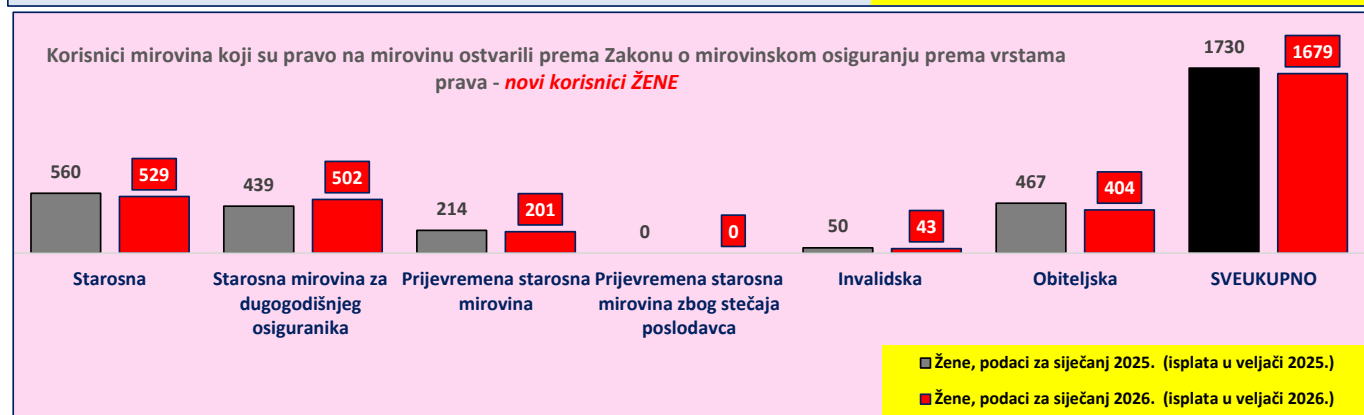 Korisnici mirovina koji su pravo na mirovinu ostvarili prema Zakonu o mirovinskom osiguranju prema vrstama
prava - novi korisnici ŽENE
560
529
439
502
214
201
0
0
50
43
467
404
1730
1679
Starosna
Starosna mirovina za
dugogodišnjeg
osiguranika
Prijevremena starosna
mirovina
Prijevremena starosna
mirovina zbog stečaja
poslodavca
Invalidska
Obiteljska
SVEUKUPNO
Žene, podaci za siječanj 2025. (isplata u veljači 2025.)
Žene, podaci za siječanj 2026. (isplata u veljači 2026.)